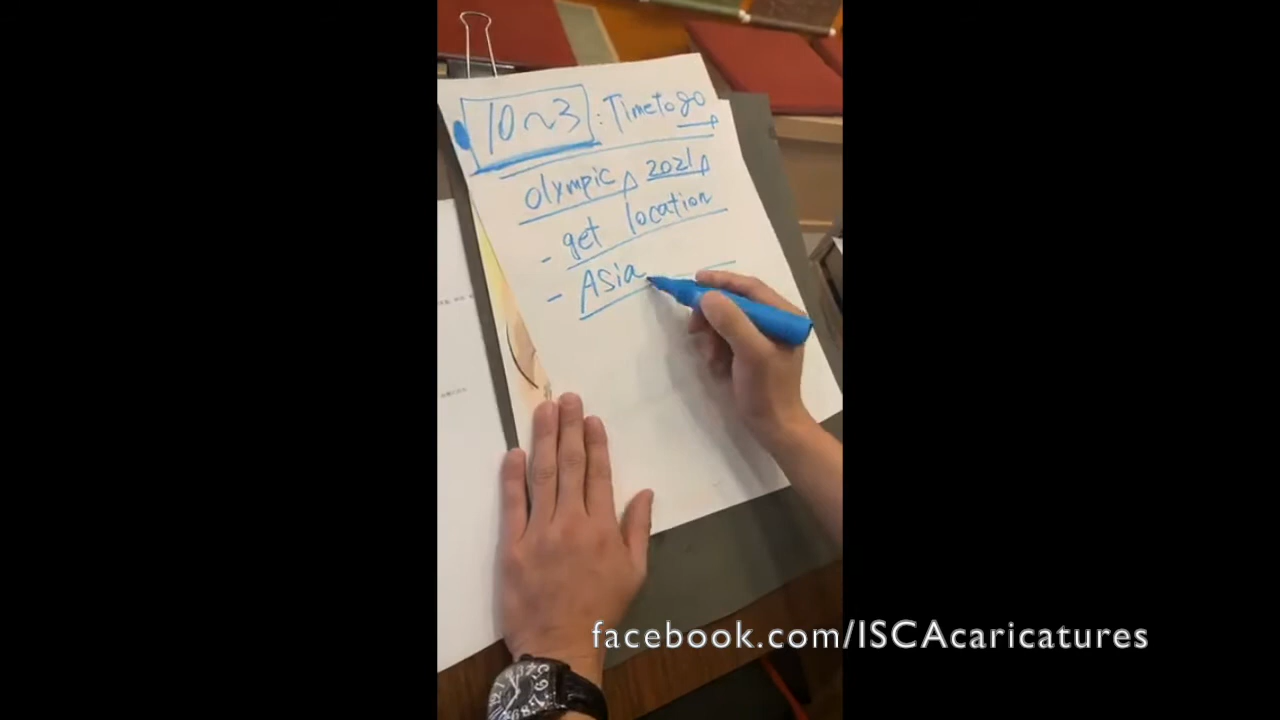 10~3 : Time to go
Olympic, 2021,
- get location
- Asia
facebook.com/ISCAcaricatures